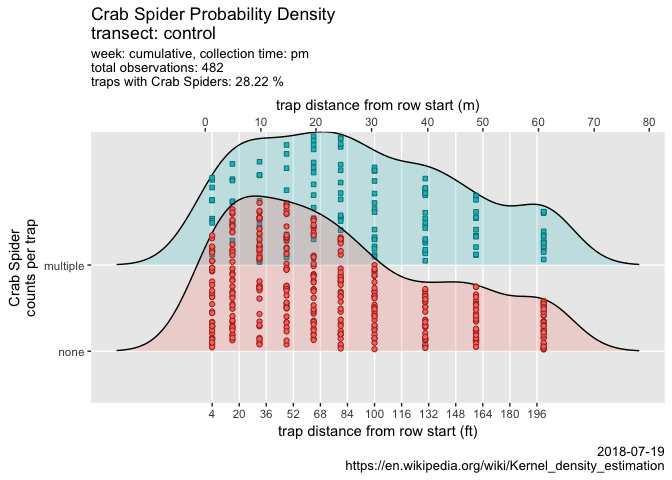 Crab Spider Probability Density
transect: control
week: cumulative, collection time: pm
total observations: 482
traps with Crab Spiders: 28.22 %
trap distance from row start (m)
0 10 20 30 40 50 60 70 80
Crab Spider
counts per trap
multiple
none
4 20 36 52 68 84 100 116 132 148 164 180 196
trap distance from row start (ft)
2018-07-19
https://en.wikipedia.org/wiki/Kernel_density_estimation